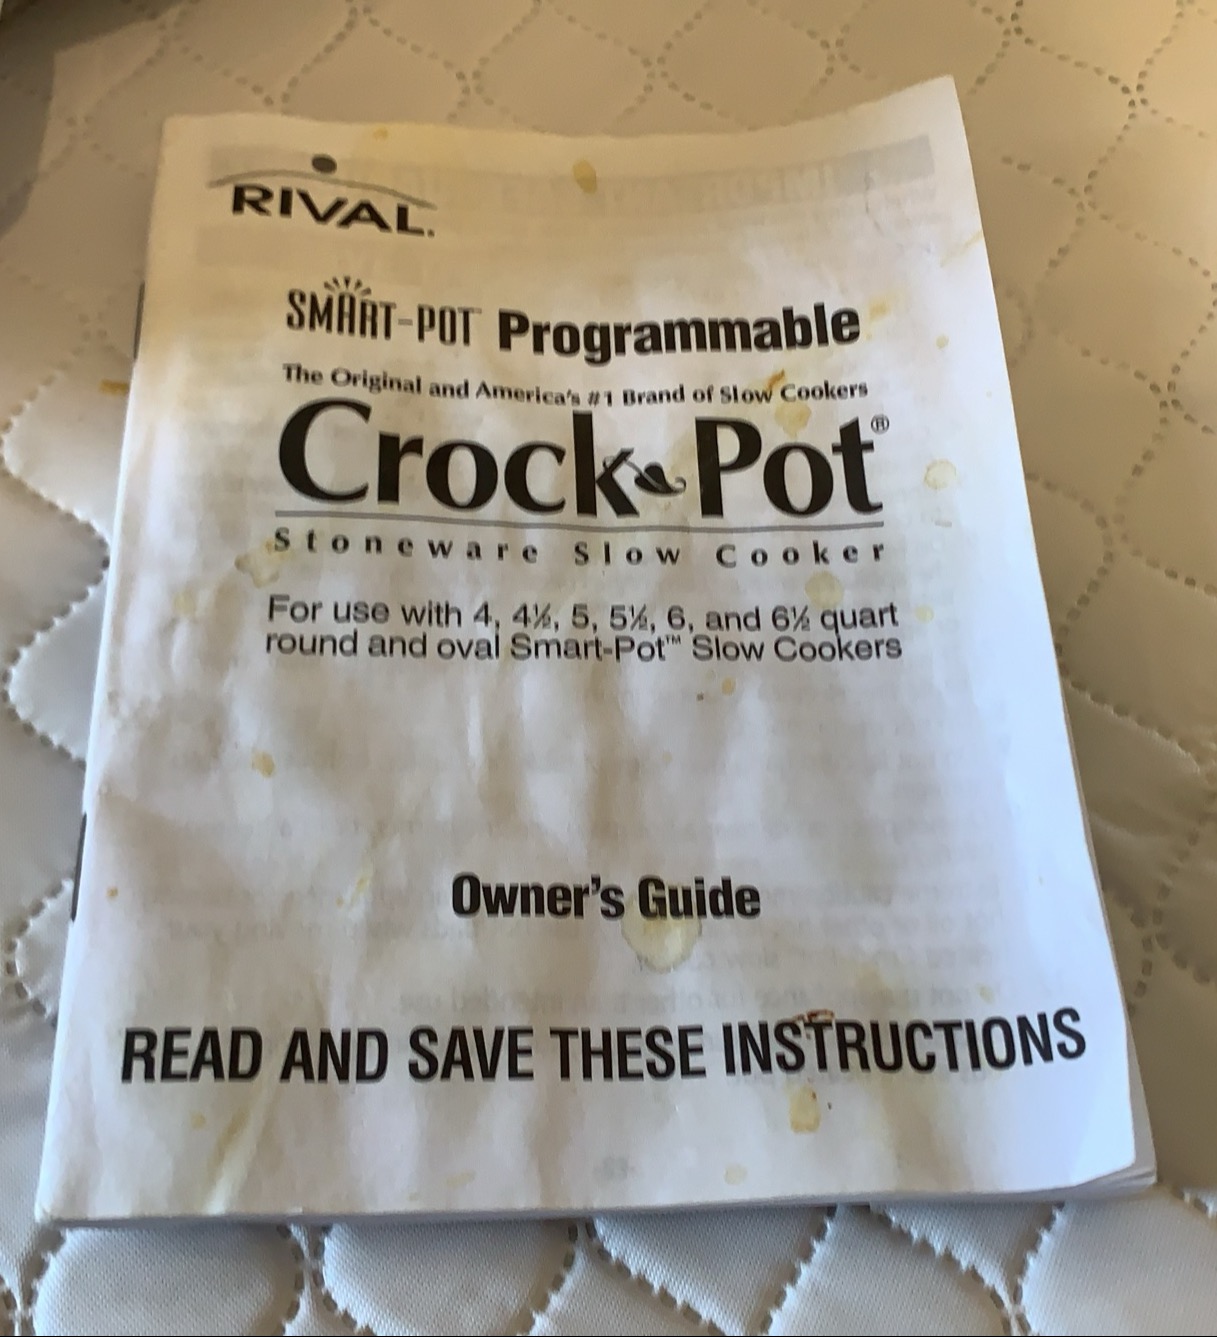 RIVAL.
SMART-POT Programmable
The Original and America's #1 Brand of Slow Cookers
Crock Pot®
Stoneware Slow Cooker
For use with 4, 4½, 5, 5½, 6, and 6½ quart
round and oval Smart-Pot™ Slow Cookers
Owner's Guide
READ AND SAVE THESE INSTRUCTIONS